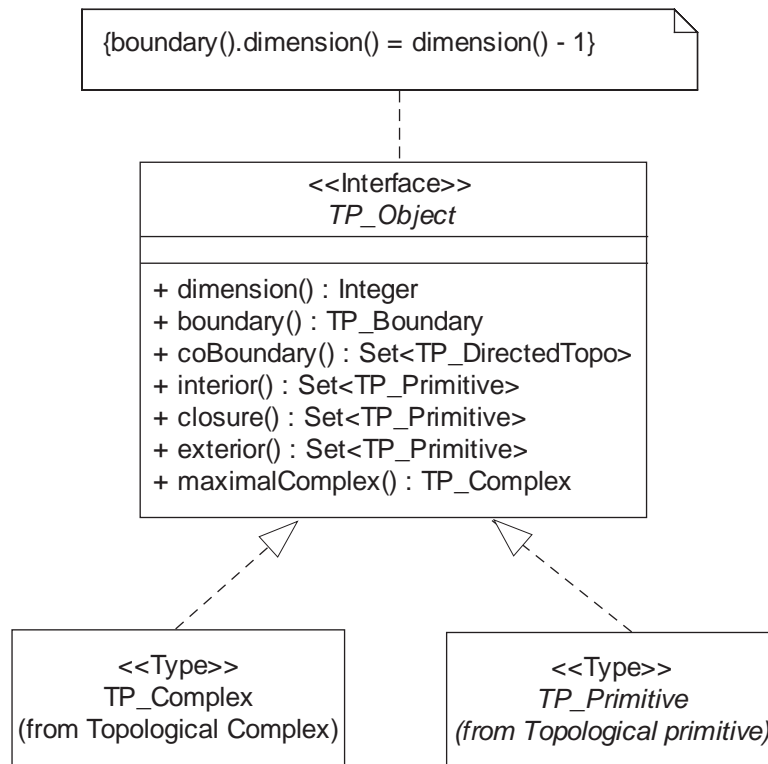 {boundary().dimension() = dimension() - 1}
<<Interface>>
TP_Object
+ dimension() : Integer
+ boundary() : TP_Boundary
+ coBoundary() : Set<TP_DirectedTopo>
+ interior() : Set<TP_Primitive>
+ closure() : Set<TP_Primitive>
+ exterior() : Set<TP_Primitive>
+ maximalComplex() : TP_Complex
<<Type>>
TP_Complex
(from Topological Complex)
<<Type>>
TP_Primitive
(from Topological primitive)